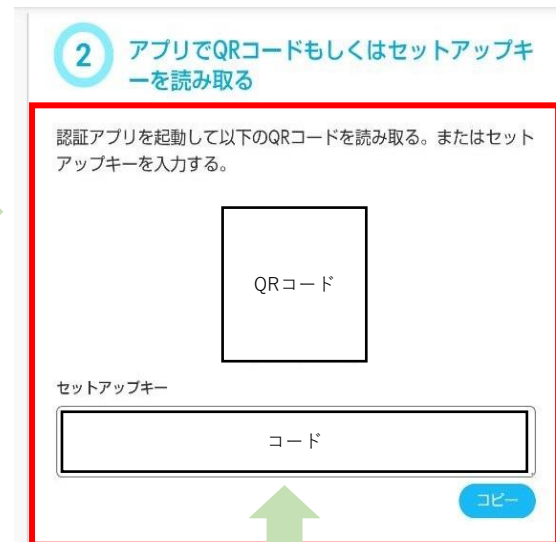 2
アプリでQRコードもしくはセットアップキ
ーを読み取る
認証アプリを起動して以下のQRコードを読み取る。またはセット
アップキーを入力する。
QRコード
セットアップキー
コード
コピー